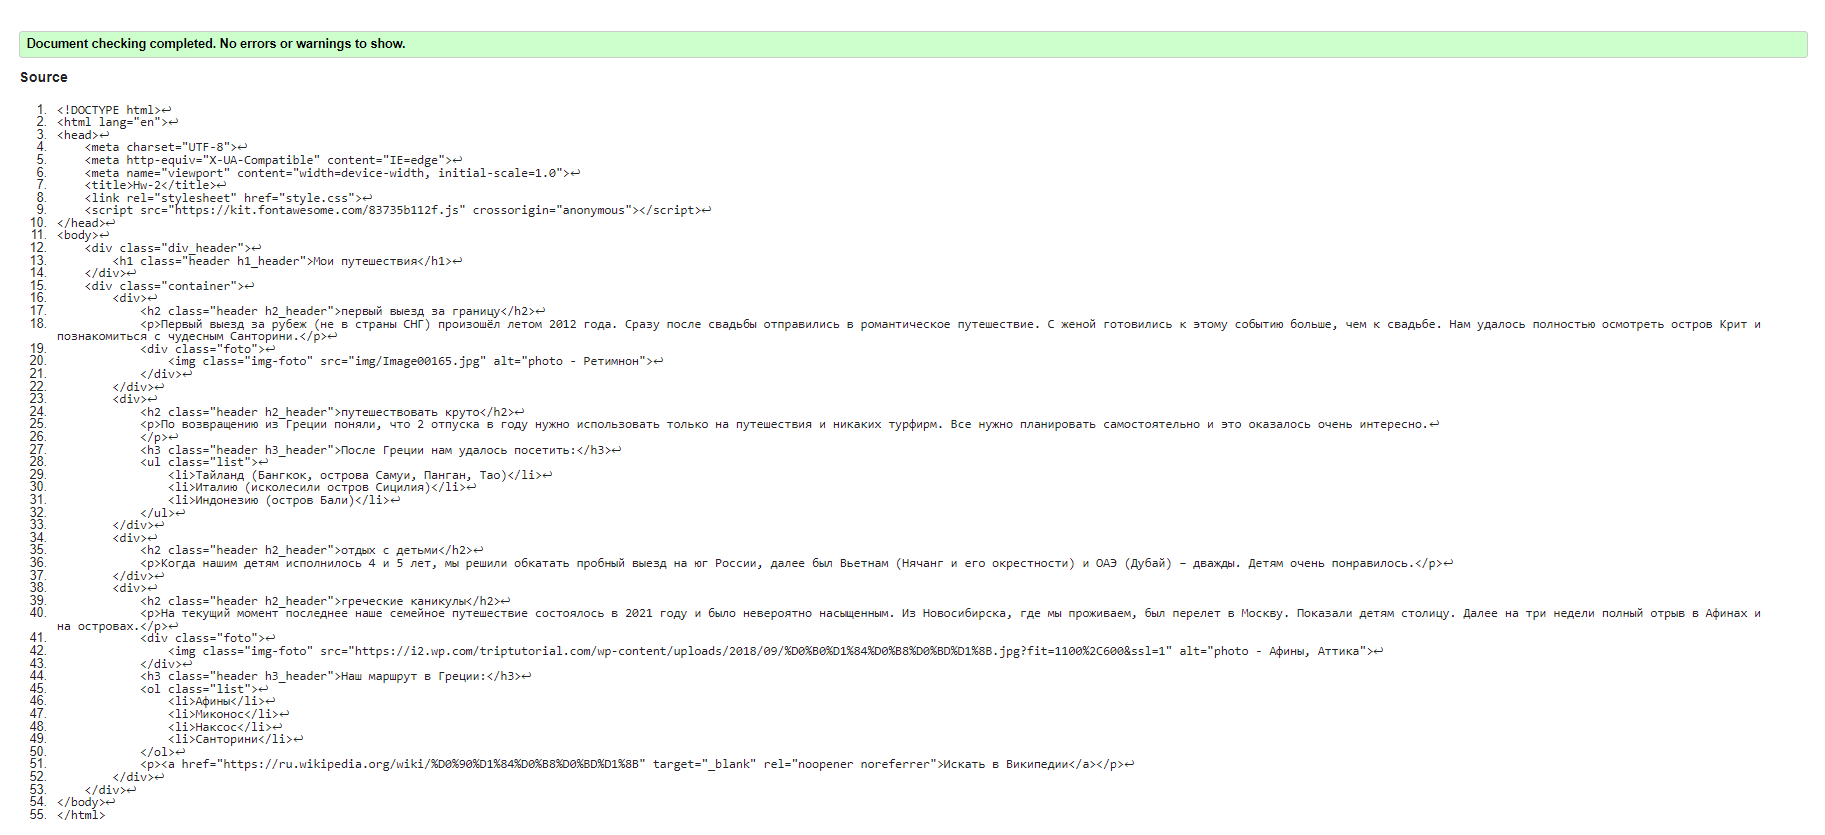 Document checking completed. No errors or warnings to show.
Source
1. <!DOCTYPE html>↩
2. <html lang="en">↩
3. <head>↩
4. <meta charset="UTF-8">↩
5. <meta http-equiv="X-UA-Compatible" content="IE=edge">↩
6. <meta name="viewport" content="width=device-width, initial-scale=1.0">↩
7. <title>Hw-2</title>↩
8. <link rel="stylesheet" href="style.css">↩
9. <script src="https://kit.fontawesome.com/83735b112f.js" crossorigin="anonymous"></script>↩
10. </head>↩
11. <body>↩
12. <div class="div_header">↩
13. <h1 class="header h1_header">Мои путешествия</h1>↩
14. </div>↩
15. <div class="container">↩
16. <div>↩
17. <h2 class="header h2_header">первый выезд за границу</h2>↩
18. <p>Первый выезд за рубеж (не в страны СНГ) произошёл летом 2012 года. Сразу после свадьбы отправились в романтическое путешествие. С женой готовились к этому событию больше, чем к свадьбе. Нам удалось полностью осмотреть остров Крит и
познакомиться с чудесным Санторини.</p>↩
19. <div class="foto">↩
20. <img class="img-foto" src="img/Image00165.jpg" alt="photo - Ретимнон">↩
21. </div>↩
22. </div>↩
23. <div>↩
24. <h2 class="header h2_header">путешествовать круто</h2>↩
25. <p>По возвращению из Греции поняли, что 2 отпуска в году нужно использовать только на путешествия и никаких турфирм. Все нужно планировать самостоятельно и это оказалось очень интересно.↩
26. </p>↩
27. <h3 class="header h3_header">После Греции нам удалось посетить:</h3>↩
28. <ul class="list">↩
29. <li>Тайланд (Бангкок, острова Самуи, Панган, Тао)</li>↩
30. <li>Италию (исколесили остров Сицилия)</li>↩
31. <li>Индонезию (остров Бали)</li>↩
32. </ul>↩
33. </div>↩
34. <div>↩
35. <h2 class="header h2_header">отдых с детьми</h2>↩
36. <p>Когда нашим детям исполнилось 4 и 5 лет, мы решили обкатать пробный выезд на юг России, далее был Вьетнам (Нячанг и его окрестности) и ОАЭ (Дубай) – дважды. Детям очень понравилось.</p>↩
37. </div>↩
38. <div>↩
39. <h2 class="header h2_header">греческие каникулы</h2>↩
40. <p>На текущий момент последнее наше семейное путешествие состоялось в 2021 году и было невероятно насыщенным. Из Новосибирска, где мы проживаем, был перелет в Москву. Показали детям столицу. Далее на три недели полный отрыв в Афинах и
на островах.</p>↩
41. <div class="foto">↩
42. <img class="img-foto" src="https://i2.wp.com/triptutorial.com/wp-content/uploads/2018/09/%D0%B0%D1%84%D0%B8%D0%BD%D1%8B.jpg?fit=1100%2C600&ssl=1" alt="photo - Афины, Аттика">↩
43. </div>↩
44. <h3 class="header h3_header">Наш маршрут в Греции:</h3>↩
45. <ol class="list">↩
46. <li>Афины</li>↩
47. <li>Миконос</li>↩
48. <li>Наксос</li>↩
49. <li>Санторини</li>↩
50. </ol>↩
51. <p><a href="https://ru.wikipedia.org/wiki/%D0%90%D1%84%D0%B8%D0%BD%D1%8B" target="_blank" rel="noopener noreferrer">Искать в Википедии</a></p>↩
52. </div>↩
53. </div>↩
54. </body>↩
55. </html>